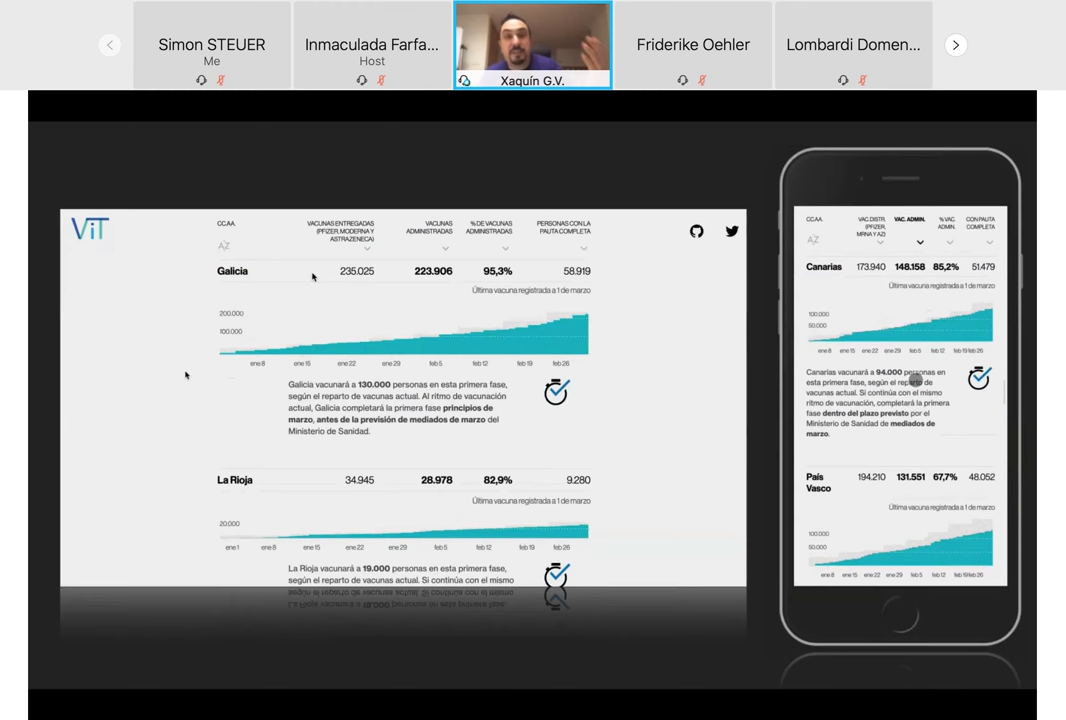 Simon STEUER
Me
Inmaculada Farfa...
Host
Xaquín G.V.
Friderike Oehler
Lombardi Domen...
ViT
CC.AA.
VACUNAS ENTREGADAS
(PFIZER, MODERNA Y
ASTRAZENECA)
VACUNAS
ADMINISTRADAS
% DE VACUNAS
ADMINISTRADAS
PERSONAS CON LA
PAUTA COMPLETA
AZ
Galicia 235.025 223.906 95,3% 58.919
Última vacuna registrada a 1 de marzo
200.000
100.000
ene 8 ene 15 ene 22 ene 29 feb 5 feb 12 feb 19 feb 26
Galicia vacunará a 130.000 personas en esta primera fase,
según el reparto de vacunas actual. Al ritmo de vacunación
actual, Galicia completará la primera fase principios de
marzo, antes de la previsión de mediados de marzo del
Ministerio de Sanidad.
La Rioja 34.945 28.978 82,9% 9.280
Última vacuna registrada a 1 de marzo
20.000
ene 1 ene 8 ene 15 ene 22 ene 29 feb 5 feb 12 feb 19 feb 26
La Rioja vacunará a 19.000 personas en esta primera fase,
según el reparto de vacunas actual. Si continúa con el mismo
CC.AA.
VAC. DISTR.
(PFIZER,
MRNA Y AZ)
VAC. ADMIN.
% VAC.
ADMIN.
CON PAUTA
COMPLETA
AZ
Canarias 173.940 148.158 85,2% 51.479
Última vacuna registrada a 1 de marzo
100.000
50.000
ene 8 ene 15 ene 22 ene 29 feb 5 feb 12 feb 19 feb 26
Canarias vacunará a 94.000 personas en
esta primera fase, según el reparto de
vacunas actual. Si continúa con el mismo
ritmo de vacunación, completará la primera
fase dentro del plazo previsto por el
Ministerio de Sanidad de mediados de
marzo.
País
Vasco
194.210 131.551 67,7% 48.052
Última vacuna registrada a 1 de marzo
100.000
50.000
ene 8 ene 15 ene 22 ene 29 feb 5 feb 12 feb 19 feb 26